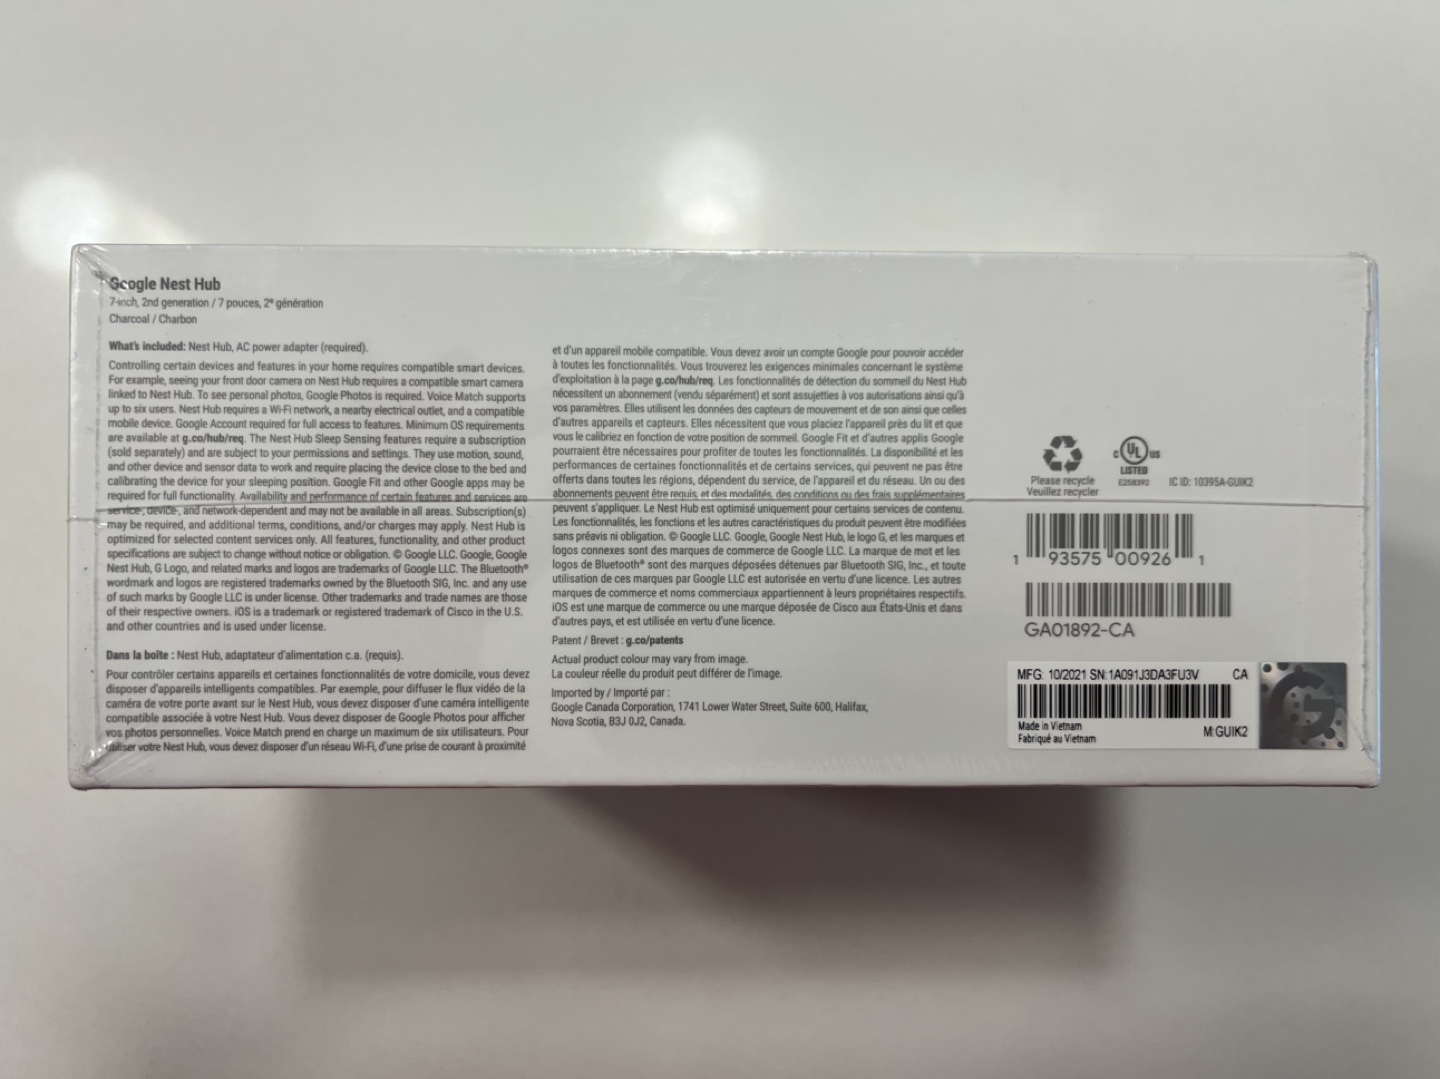 Google Nest Hub
7-inch, 2nd generation / 7 pouces, 2ᵉ génération
Charcoal / Charbon
What's included: Nest Hub, AC power adapter (required).
Controlling certain devices and features in your home requires compatible smart devices.
For example, seeing your front door camera on Nest Hub requires a compatible smart camera
linked to Nest Hub. To see personal photos, Google Photos is required. Voice Match supports
up to six users. Nest Hub requires a Wi-Fi network, a nearby electrical outlet, and a compatible
mobile device. Google Account required for full access to features. Minimum OS requirements
are available at g.co/hub/req. The Nest Hub Sleep Sensing features require a subscription
(sold separately) and are subject to your permissions and settings. They use motion, sound,
and other device and sensor data to work and require placing the device close to the bed and
calibrating the device for your sleeping position. Google Fit and other Google apps may be
required for full functionality. Availability and performance of certain features and services are
service-, device-, and network-dependent and may not be available in all areas. Subscription(s)
may be required, and additional terms, conditions, and/or charges may apply. Nest Hub is
optimized for selected content services only. All features, functionality, and other product
specifications are subject to change without notice or obligation. © Google LLC. Google, Google
Nest Hub, G Logo, and related marks and logos are trademarks of Google LLC. The Bluetooth®
wordmark and logos are registered trademarks owned by the Bluetooth SIG, Inc. and any use
of such marks by Google LLC is under license. Other trademarks and trade names are those
of their respective owners. iOS is a trademark or registered trademark of Cisco in the U.S.
and other countries and is used under license.
Dans la boîte : Nest Hub, adaptateur d'alimentation c.a. (requis).
Pour contrôler certains appareils et certaines fonctionnalités de votre domicile, vous devez
disposer d'appareils intelligents compatibles. Par exemple, pour diffuser le flux vidéo de la
caméra de votre porte avant sur le Nest Hub, vous devez disposer d'une caméra intelligente
compatible associée à votre Nest Hub. Vous devez disposer de Google Photos pour afficher
vos photos personnelles. Voice Match prend en charge un maximum de six utilisateurs. Pour
utiliser votre Nest Hub, vous devez disposer d'un réseau Wi-Fi, d'une prise de courant à proximité
et d'un appareil mobile compatible. Vous devez avoir un compte Google pour pouvoir accéder
à toutes les fonctionnalités. Vous trouverez les exigences minimales concernant le système
d'exploitation à la page g.co/hub/req. Les fonctionnalités de détection du sommeil du Nest Hub
nécessitent un abonnement (vendu séparément) et sont assujetties à vos autorisations ainsi qu'à
vos paramètres. Elles utilisent les données des capteurs de mouvement et de son ainsi que celles
d'autres appareils et capteurs. Elles nécessitent que vous placiez l'appareil près du lit et que
vous le calibriez en fonction de votre position de sommeil. Google Fit et d'autres applis Google
pourraient être nécessaires pour profiter de toutes les fonctionnalités. La disponibilité et les
performances de certaines fonctionnalités et de certains services, qui peuvent ne pas être
offerts dans toutes les régions, dépendent du service, de l'appareil et du réseau. Un ou des
abonnements peuvent être requis, et des modalités, des conditions ou des frais supplémentaires
peuvent s'appliquer. Le Nest Hub est optimisé uniquement pour certains services de contenu.
Les fonctionnalités, les fonctions et les autres caractéristiques du produit peuvent être modifiées
sans préavis ni obligation. © Google LLC. Google, Google Nest Hub, le logo G, et les marques et
logos connexes sont des marques de commerce de Google LLC. La marque de mot et les
logos de Bluetooth® sont des marques déposées détenues par Bluetooth SIG, Inc., et toute
utilisation de ces marques par Google LLC est autorisée en vertu d'une licence. Les autres
marques de commerce et noms commerciaux appartiennent à leurs propriétaires respectifs.
iOS est une marque de commerce ou une marque déposée de Cisco aux États-Unis et dans
d'autres pays, et est utilisée en vertu d'une licence.
Patent / Brevet : g.co/patents
Actual product colour may vary from image.
La couleur réelle du produit peut différer de l'image.
Imported by / Importé par :
Google Canada Corporation, 1741 Lower Water Street, Suite 600, Halifax,
Nova Scotia, B3J 0J2, Canada.
Please recycle
Veuillez recycler
c UL us
LISTED
E258392
IC ID: 10395A-GUIK2
1 93575 00926 1
GA01892-CA
MFG: 10/2021 SN:1A091J3DA3FU3V CA
Made in Vietnam
Fabriqué au Vietnam
M:GUIK2
G